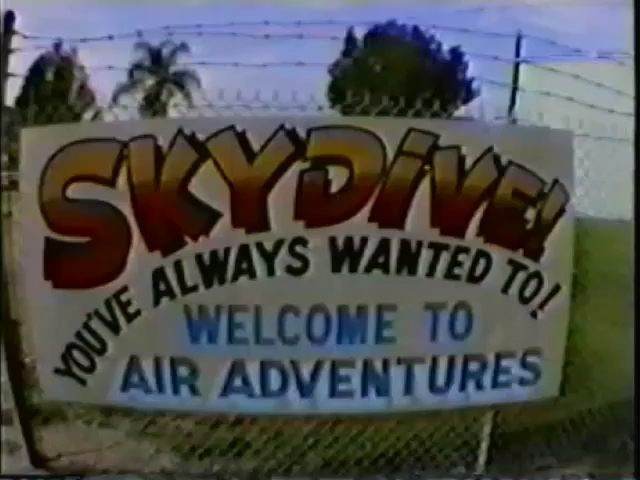 SKYDiVE!
YOU'VE ALWAYS WANTED TO!
WELCOME TO
AIR ADVENTURES